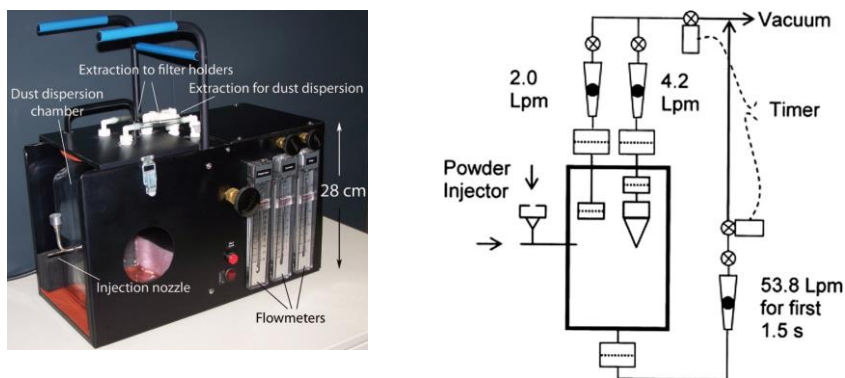 Extraction to filter holders
Extraction for dust dispersion
Dust dispersion
chamber
28 cm
Injection nozzle
Flowmeters
Vacuum
2.0
Lpm
4.2
Lpm
Timer
Powder
Injector
53.8 Lpm
for first
1.5 s